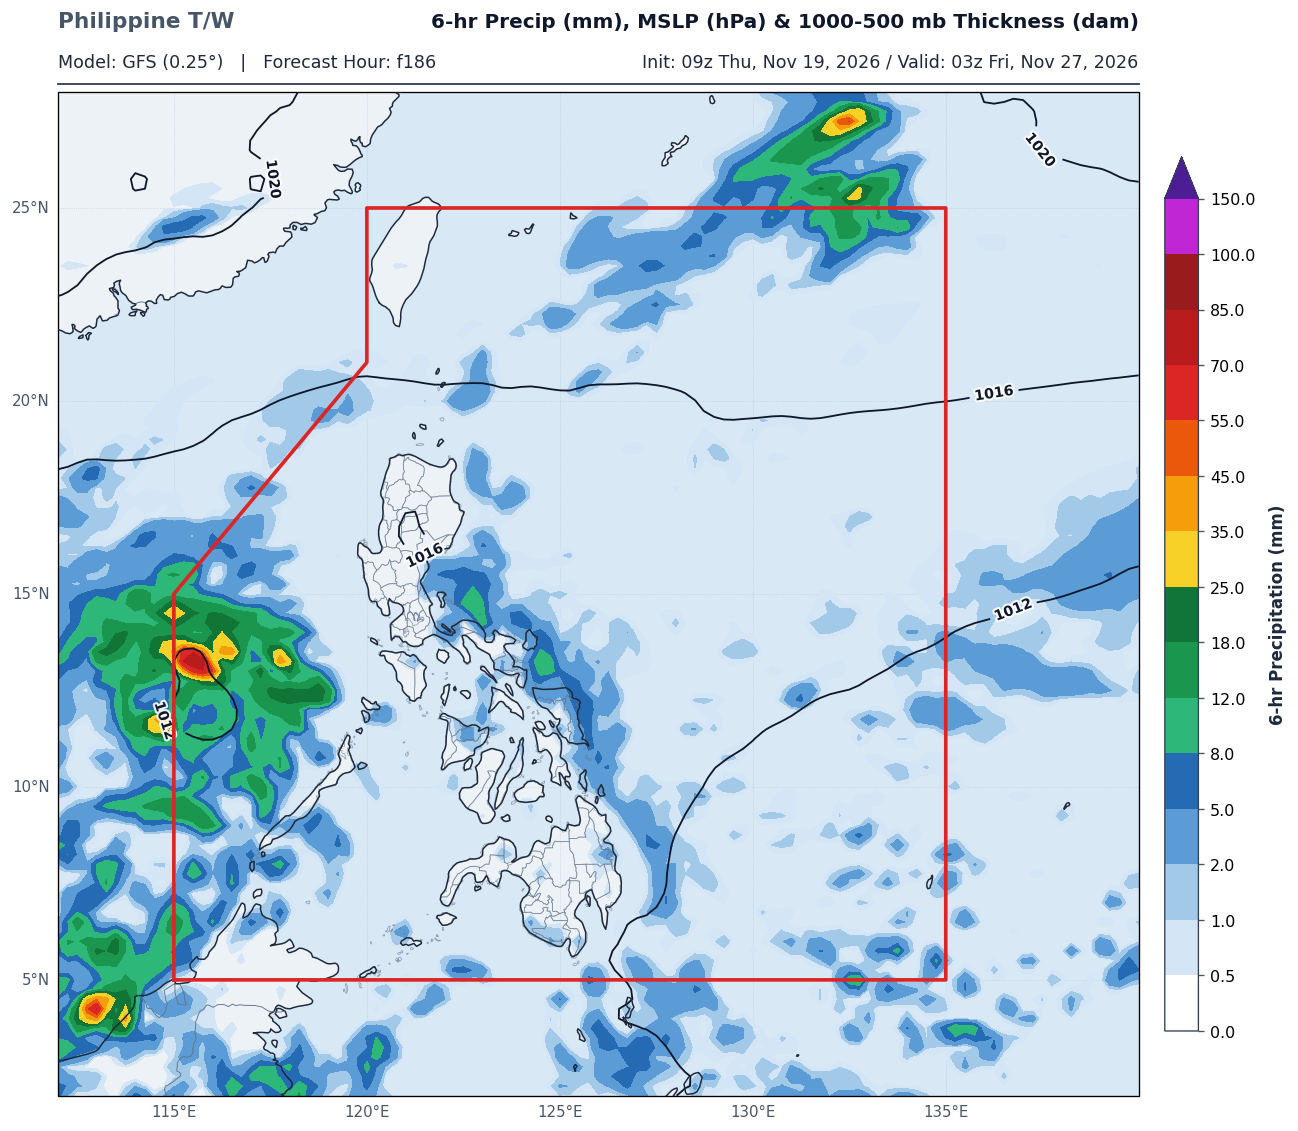 Philippine T/W
6-hr Precip (mm), MSLP (hPa) & 1000-500 mb Thickness (dam)
Model: GFS (0.25°) | Forecast Hour: f186
Init: 09z Thu, Nov 19, 2026 / Valid: 03z Fri, Nov 27, 2026
1020
1020
1016
1016
1012
1012
25°N
20°N
15°N
10°N
5°N
115°E
120°E
125°E
130°E
135°E
150.0
100.0
85.0
70.0
55.0
45.0
35.0
25.0
18.0
12.0
8.0
5.0
2.0
1.0
0.5
0.0
6-hr Precipitation (mm)